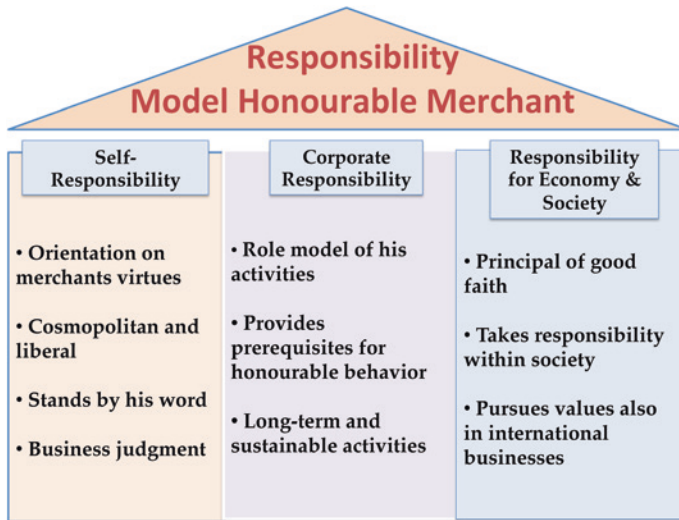 Responsibility
Model Honourable Merchant
Self-
Responsibility
• Orientation on
merchants virtues
• Cosmopolitan and
liberal
• Stands by his word
• Business judgment
Corporate
Responsibility
• Role model of his
activities
• Provides
prerequisites for
honourable behavior
• Long-term and
sustainable activities
Responsibility
for Economy &
Society
• Principal of good
faith
• Takes responsibility
within society
• Pursues values also
in international
businesses